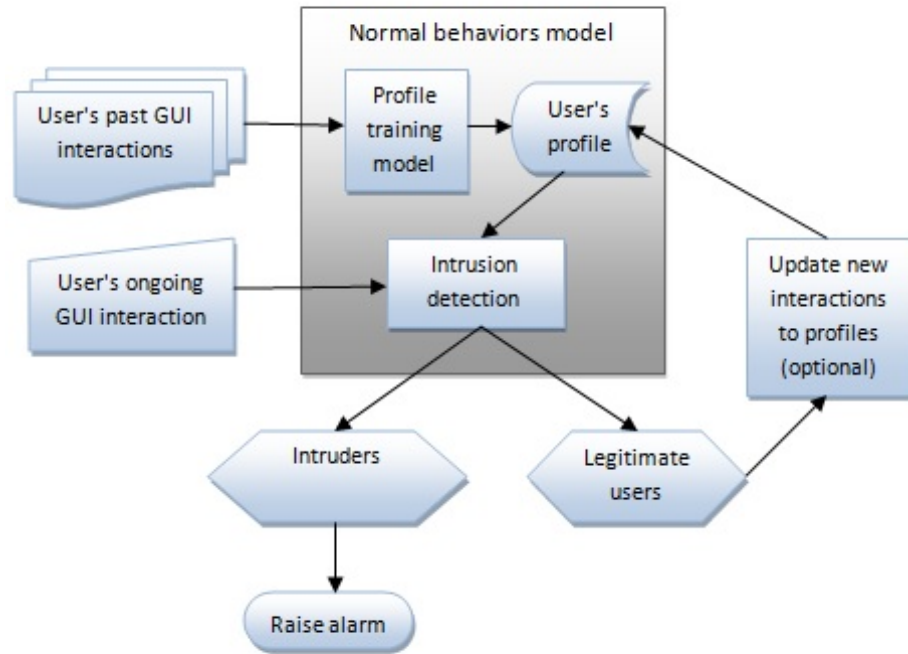 Normal behaviors model
User's past GUI
interactions
Profile
training
model
User's
profile
User's ongoing
GUI interaction
Intrusion
detection
Update new
interactions
to profiles
(optional)
Intruders
Legitimate
users
Raise alarm